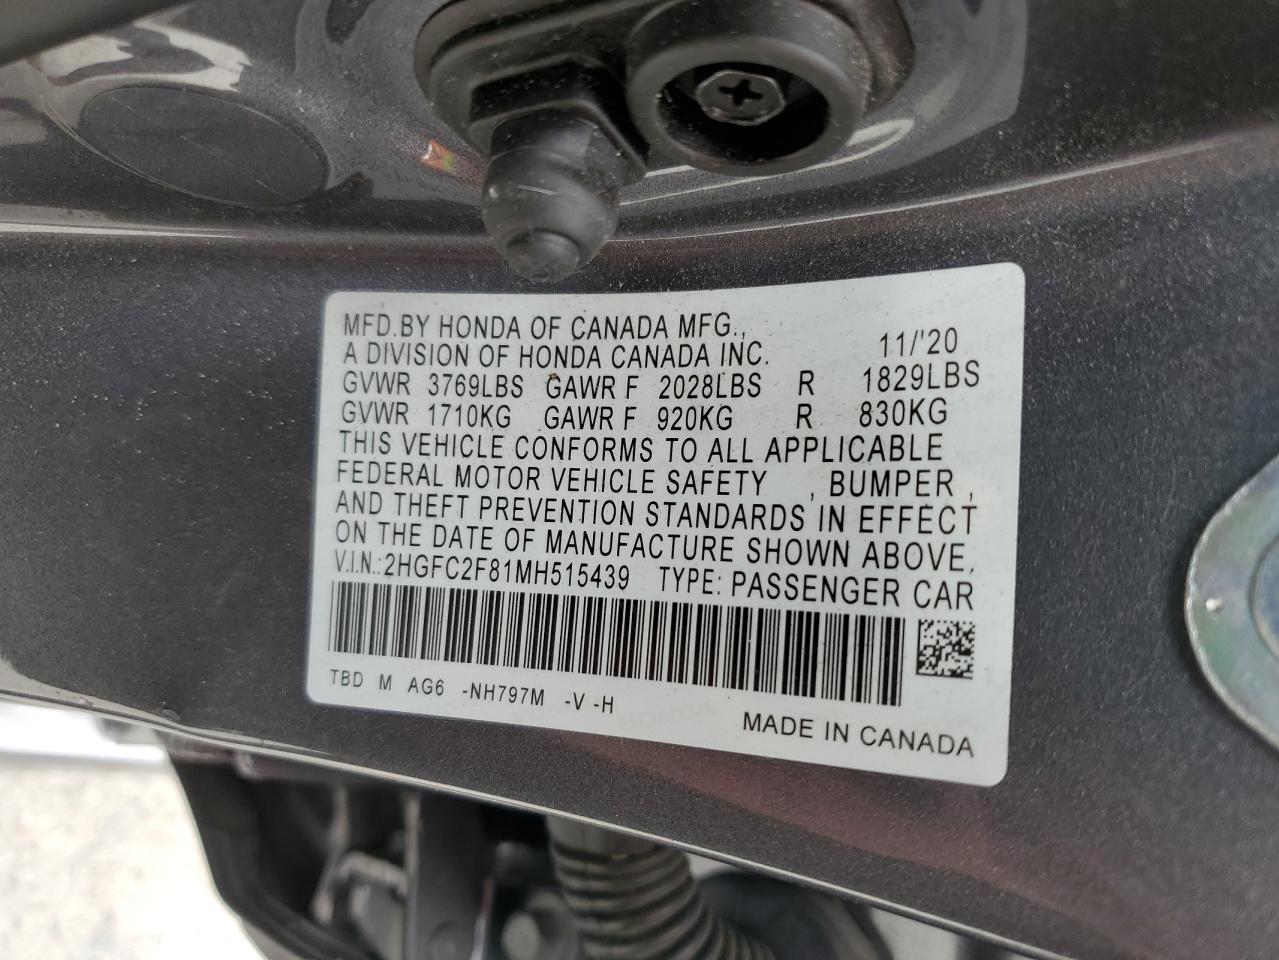 MFD.BY HONDA OF CANADA MFG.,
A DIVISION OF HONDA CANADA INC. 11/'20
GVWR 3769LBS GAWR F 2028LBS R 1829LBS
GVWR 1710KG GAWR F 920KG R 830KG
THIS VEHICLE CONFORMS TO ALL APPLICABLE
FEDERAL MOTOR VEHICLE SAFETY , BUMPER ,
AND THEFT PREVENTION STANDARDS IN EFFECT
ON THE DATE OF MANUFACTURE SHOWN ABOVE.
V.I.N.:2HGFC2F81MH515439 TYPE: PASSENGER CAR
TBD M AG6 -NH797M -V -H
MADE IN CANADA